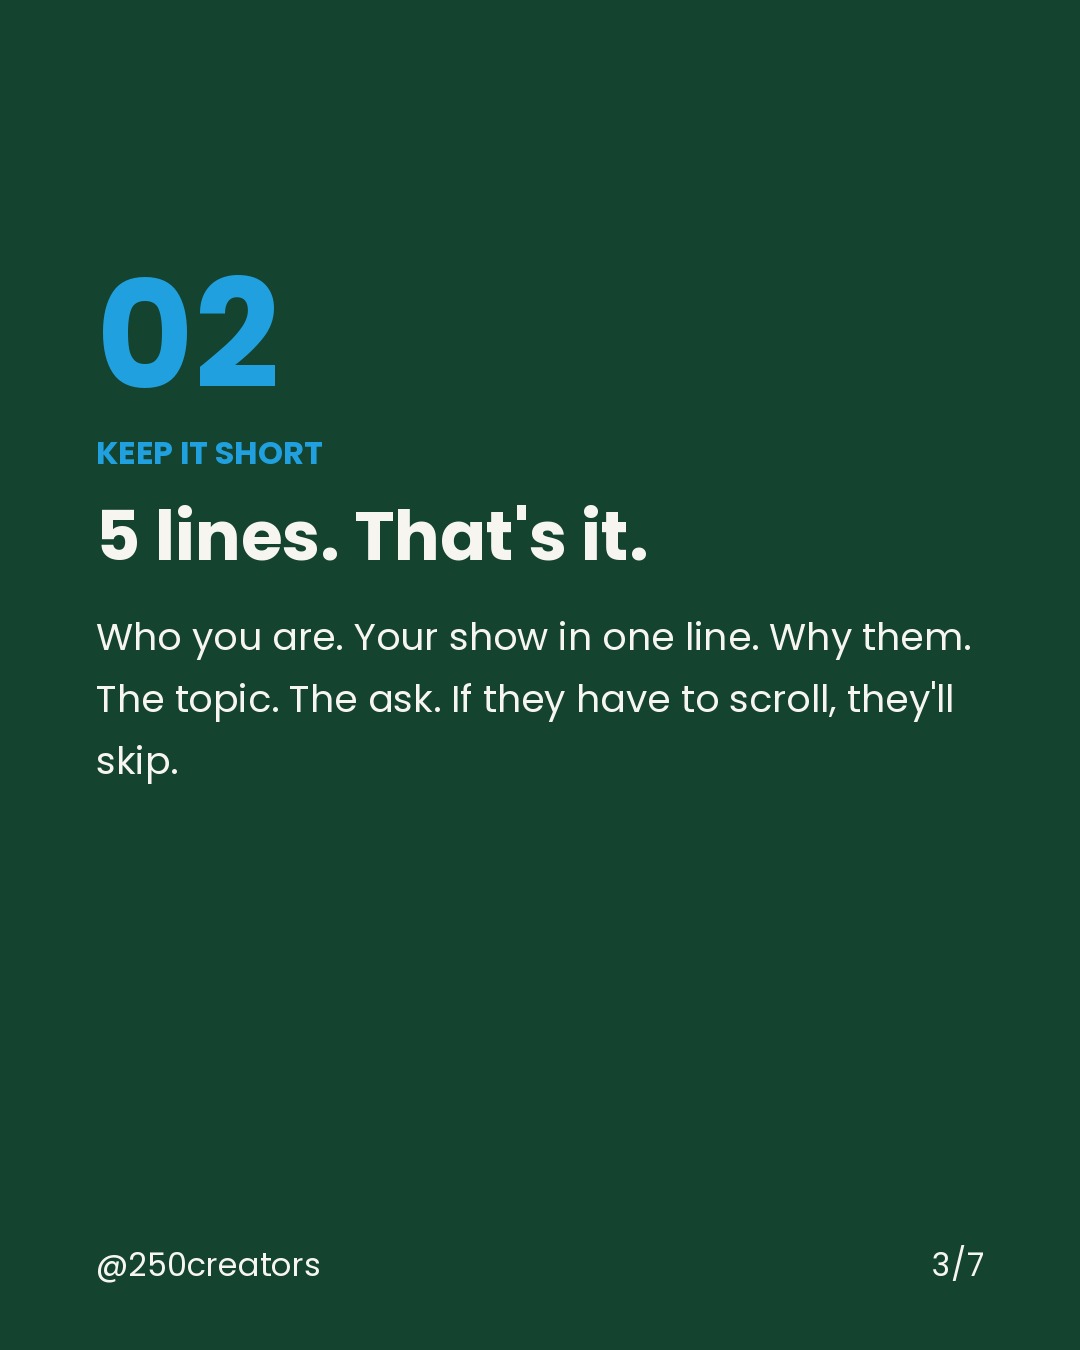 02
KEEP IT SHORT
5 lines. That's it.
Who you are. Your show in one line. Why them.
The topic. The ask. If they have to scroll, they'll
skip.
@250creators
3/7